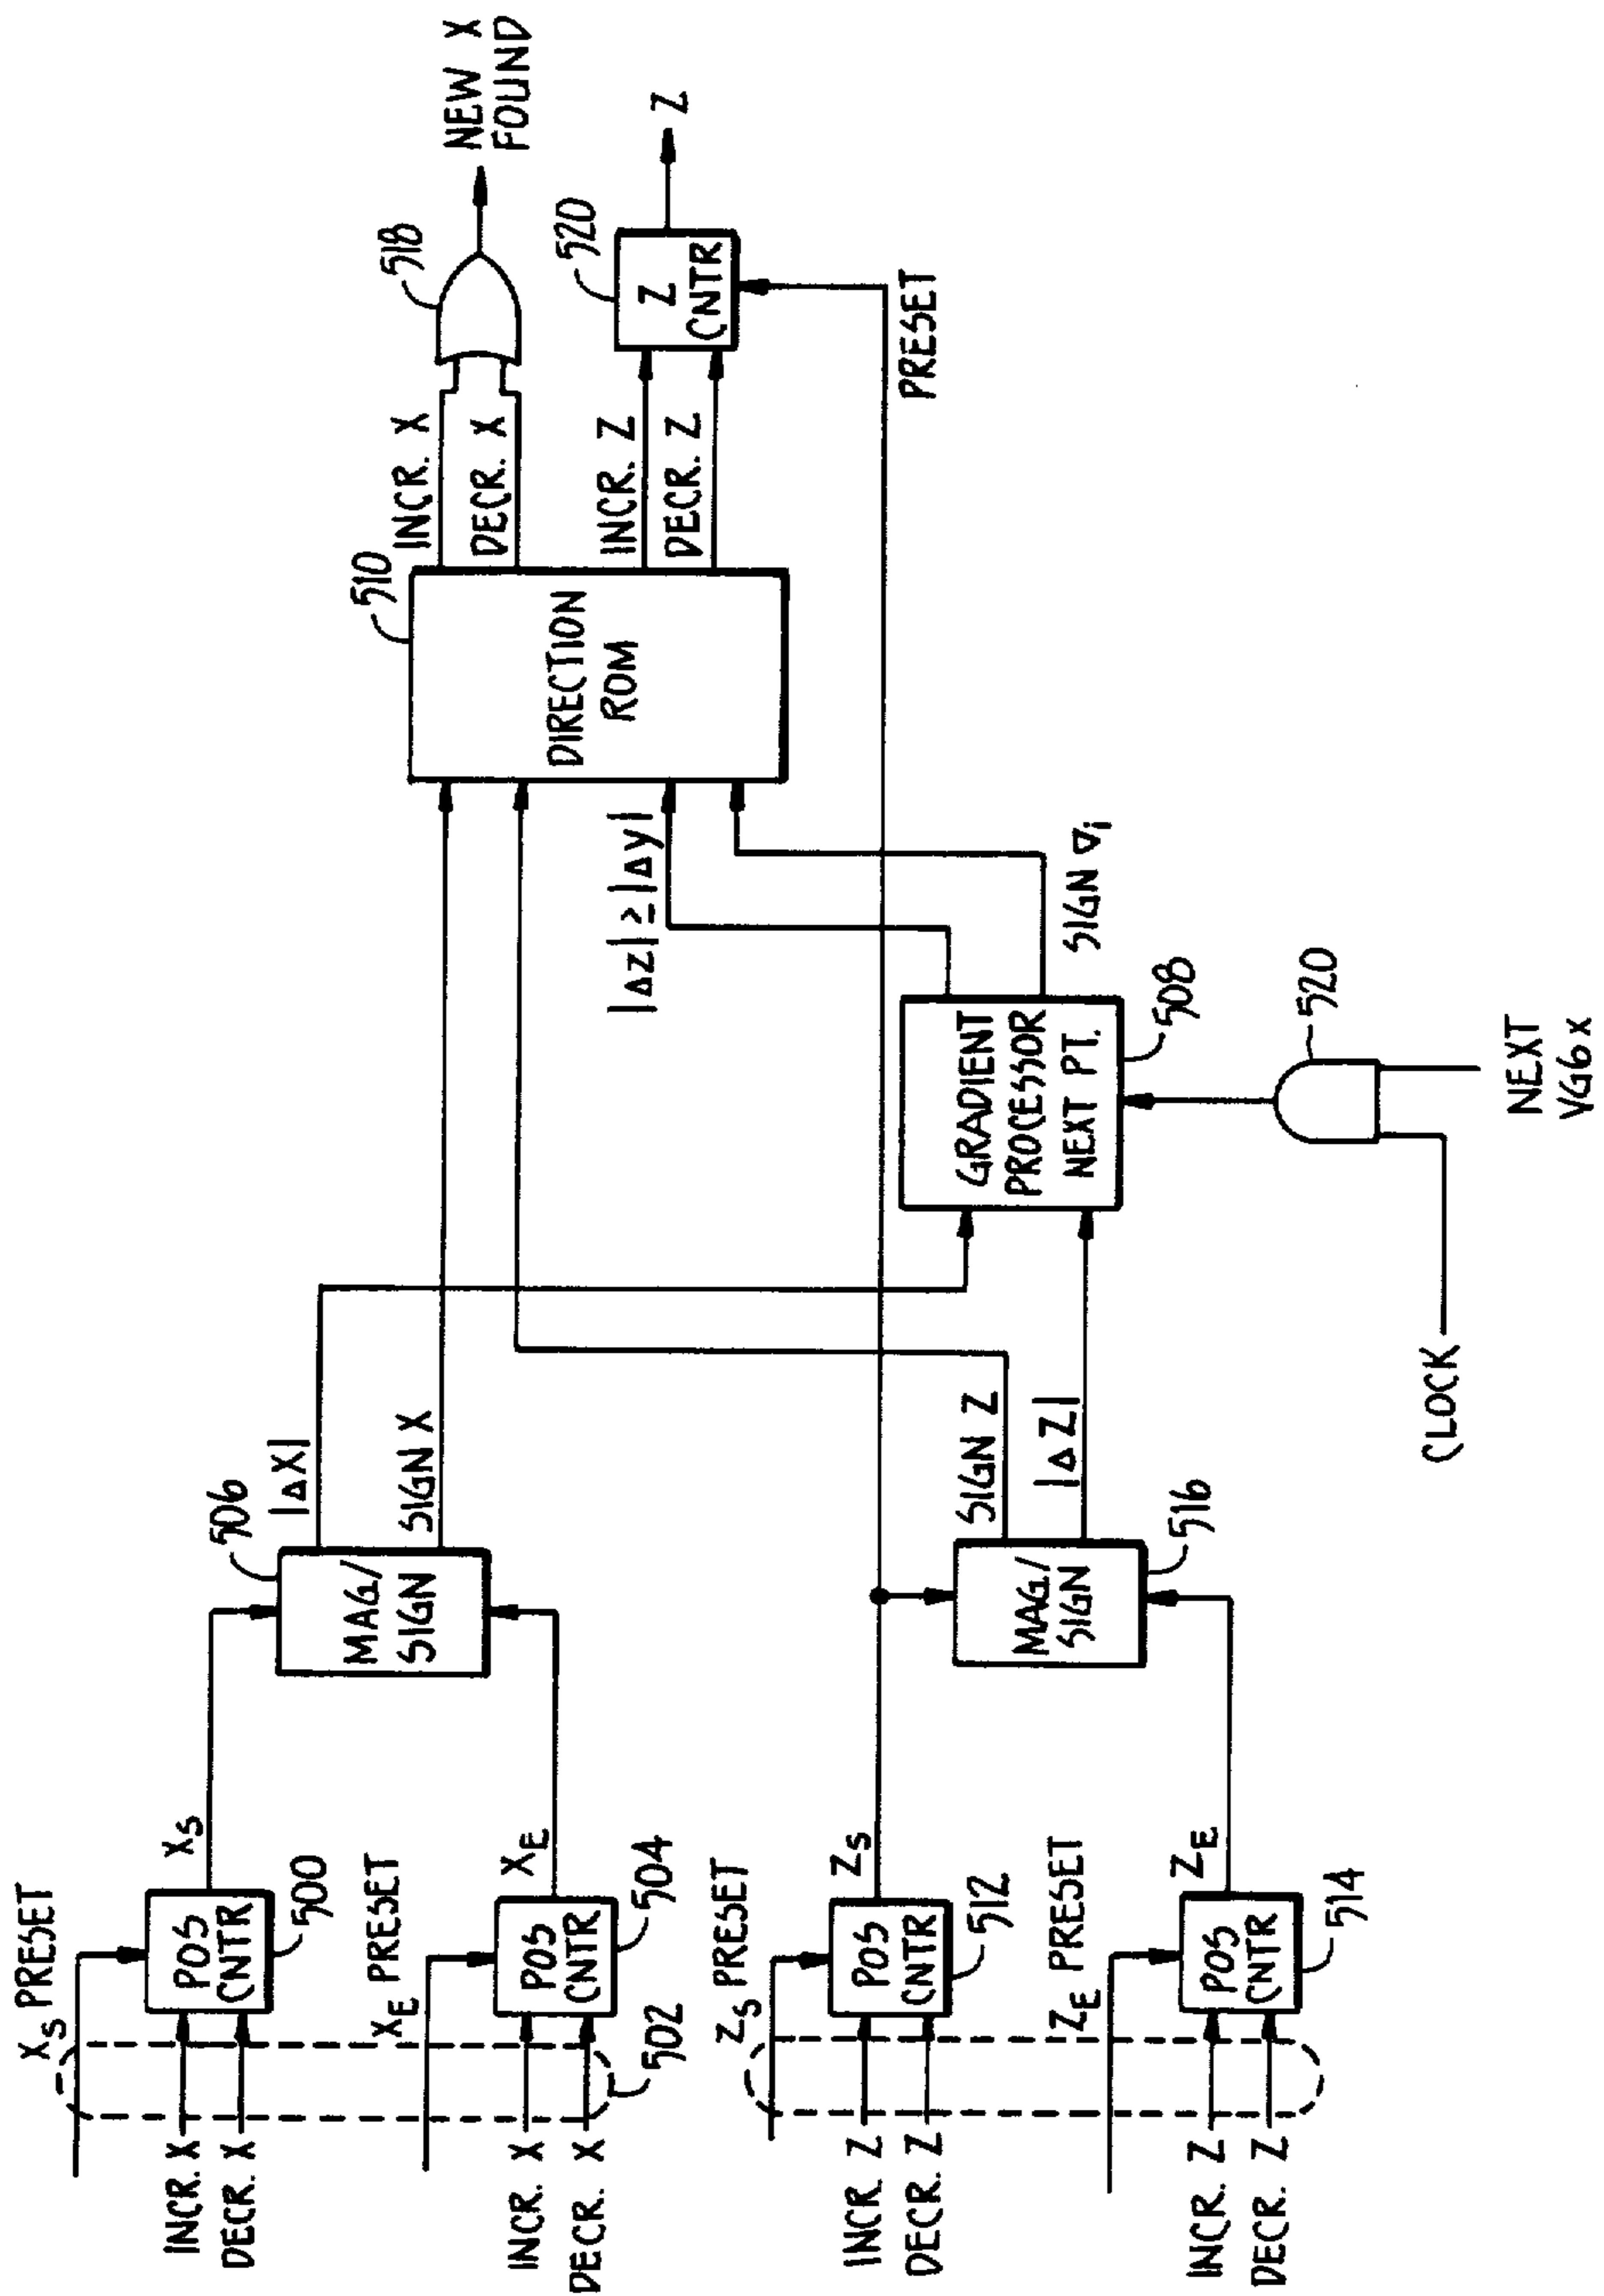 X_S PRESET
INCR. X
DECR. X
POS
CNTR
500
X_S
X_E PRESET
INCR. X
DECR. X
POS
CNTR
504
X_E
502
MAG/
SIGN
506
|ΔX|
SIGN X
Z_S PRESET
INCR. Z
DECR. Z
POS
CNTR
512
Z_S
Z_E PRESET
INCR. Z
DECR. Z
POS
CNTR
514
Z_E
MAG/
SIGN
516
SIGN Z
|ΔZ|
GRADIENT
PROCESSOR
NEXT PT.
508
CLOCK
NEXT
VG6x
520
|Δz| ≥ |Δy|
SIGN ∇i
DIRECTION
ROM
510
INCR. X
DECR. X
INCR. Z
DECR. Z
518
NEW X
FOUND
Z
CNTR
520
Z
PRESET